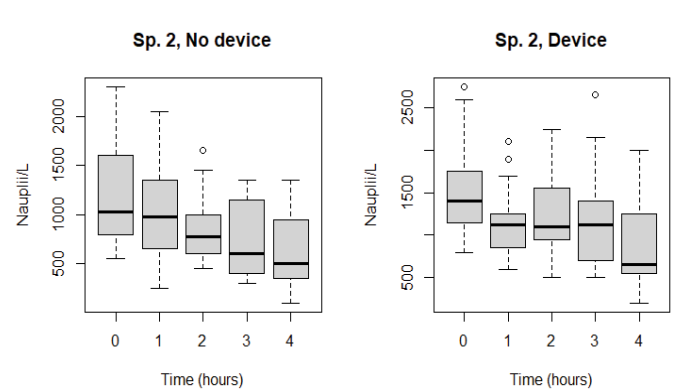 Sp. 2, No device
Nauplii/L
2000
1500
1000
500
0 1 2 3 4
Time (hours)
Sp. 2, Device
Nauplii/L
2500
1500
500
0 1 2 3 4
Time (hours)